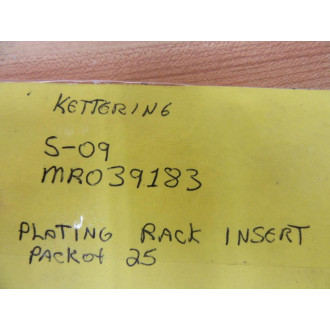 KETTERING
S-09
MRO39183
PLATING RACK INSERT
PACK of 25